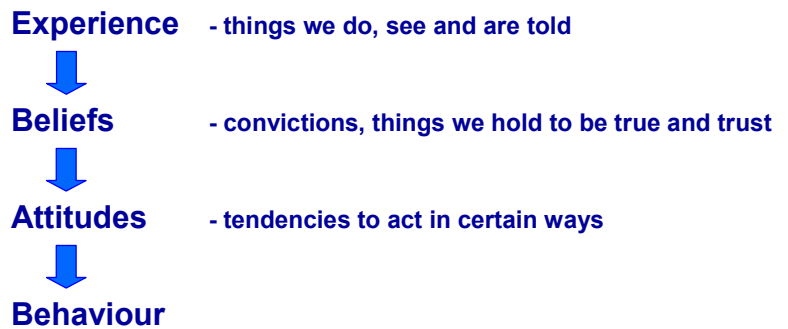 Experience - things we do, see and are told
Beliefs - convictions, things we hold to be true and trust
Attitudes - tendencies to act in certain ways
Behaviour